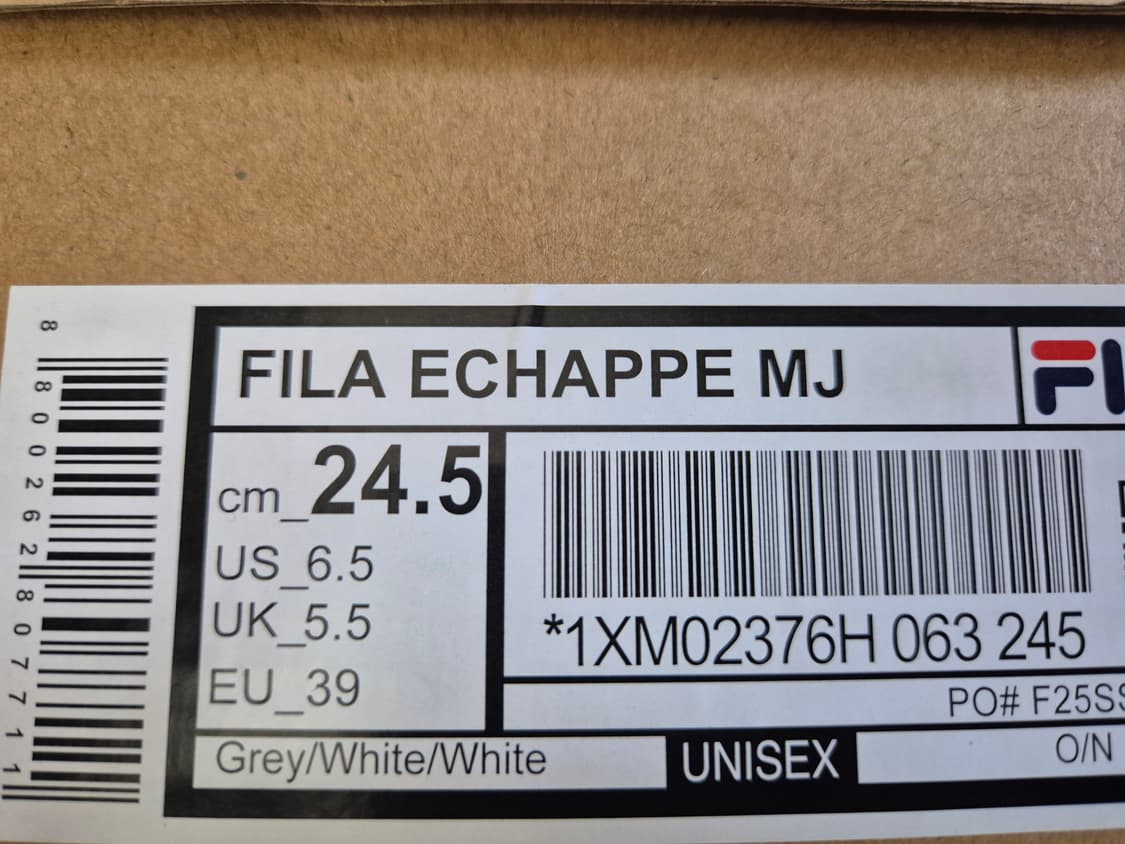 FILA ECHAPPE MJ
cm_24.5
US_6.5
UK_5.5
EU_39
*1XM02376H 063 245
PO#
Grey/White/White
UNISEX
O/N
8 800262 807711